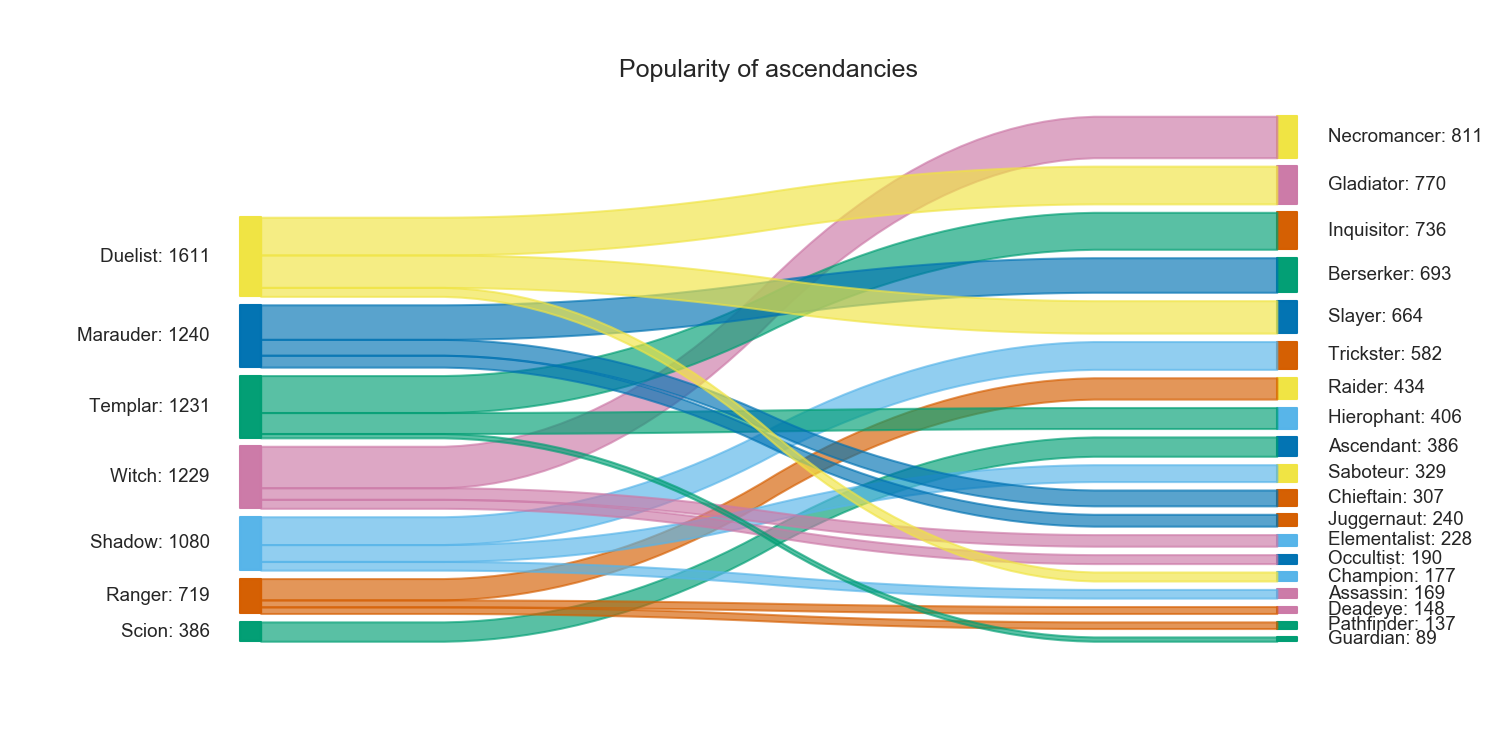 Popularity of ascendancies
Duelist: 1611
Marauder: 1240
Templar: 1231
Witch: 1229
Shadow: 1080
Ranger: 719
Scion: 386
Necromancer: 811
Gladiator: 770
Inquisitor: 736
Berserker: 693
Slayer: 664
Trickster: 582
Raider: 434
Hierophant: 406
Ascendant: 386
Saboteur: 329
Chieftain: 307
Juggernaut: 240
Elementalist: 228
Occultist: 190
Champion: 177
Assassin: 169
Deadeye: 148
Pathfinder: 137
Guardian: 89